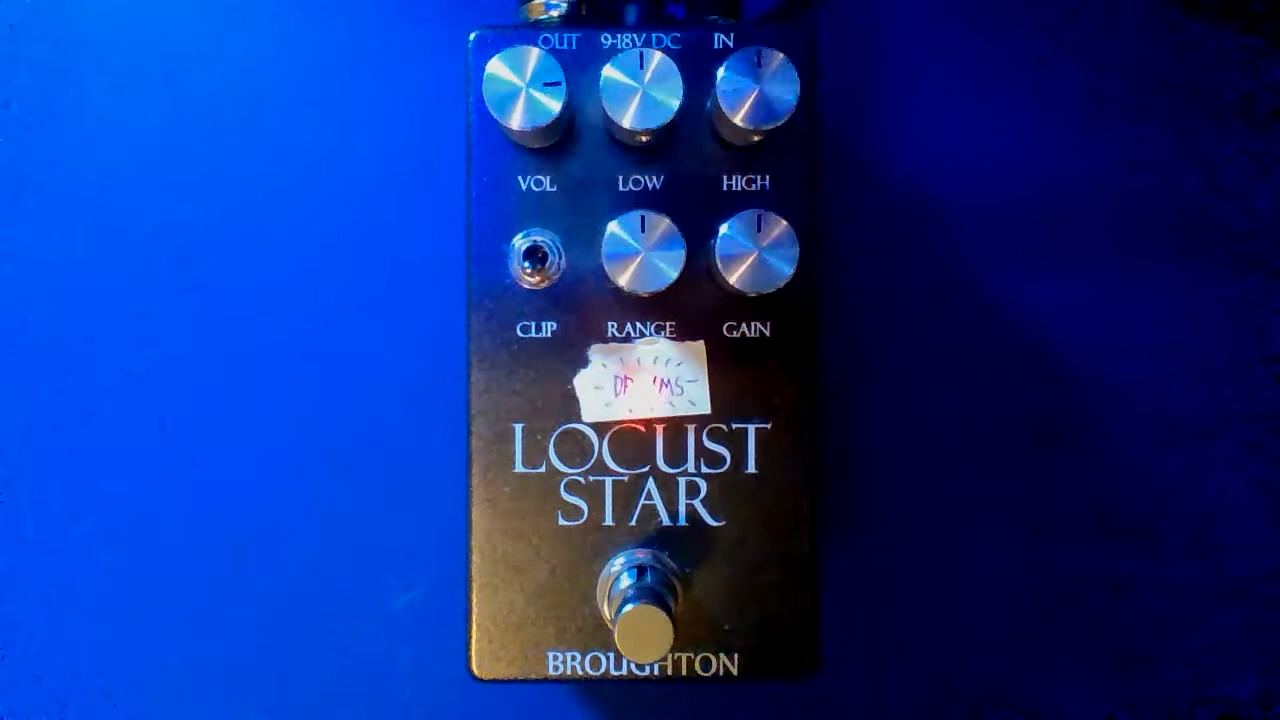 OUT 9-18V DC IN
VOL LOW HIGH
CLIP RANGE GAIN
LOCUST
STAR
BROUGHTON